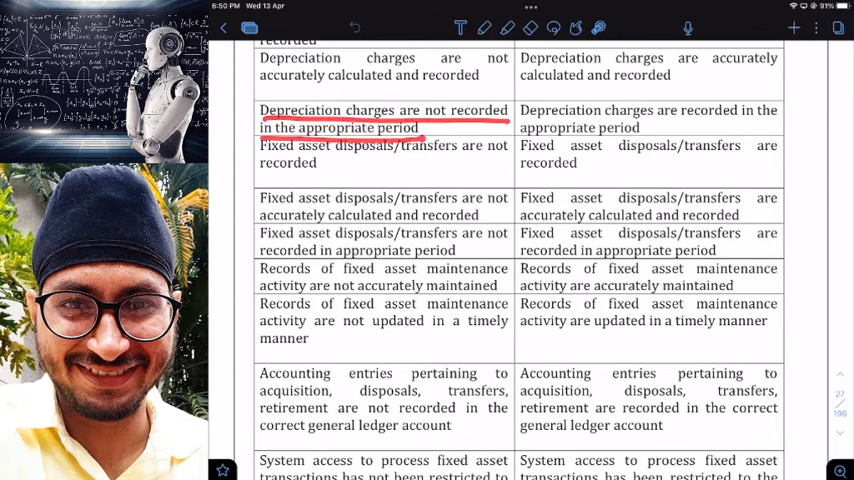 6:50 PM Wed 13 Apr
91%
recorded
Depreciation charges are not
accurately calculated and recorded
Depreciation charges are accurately
calculated and recorded
Depreciation charges are not recorded
in the appropriate period
Depreciation charges are recorded in the
appropriate period
Fixed asset disposals/transfers are not
recorded
Fixed asset disposals/transfers are
recorded
Fixed asset disposals/transfers are not
accurately calculated and recorded
Fixed asset disposals/transfers are
accurately calculated and recorded
Fixed asset disposals/transfers are not
recorded in appropriate period
Fixed asset disposals/transfers are
recorded in appropriate period
Records of fixed asset maintenance
activity are not accurately maintained
Records of fixed asset maintenance
activity are accurately maintained
Records of fixed asset maintenance
activity are not updated in a timely
manner
Records of fixed asset maintenance
activity are updated in a timely manner
Accounting entries pertaining to
acquisition, disposals, transfers,
retirement are not recorded in the
correct general ledger account
Accounting entries pertaining to
acquisition, disposals, transfers,
retirement are recorded in the correct
general ledger account
System access to process fixed asset
transactions has not been restricted to
System access to process fixed asset
transactions has been restricted to the
27
/
196